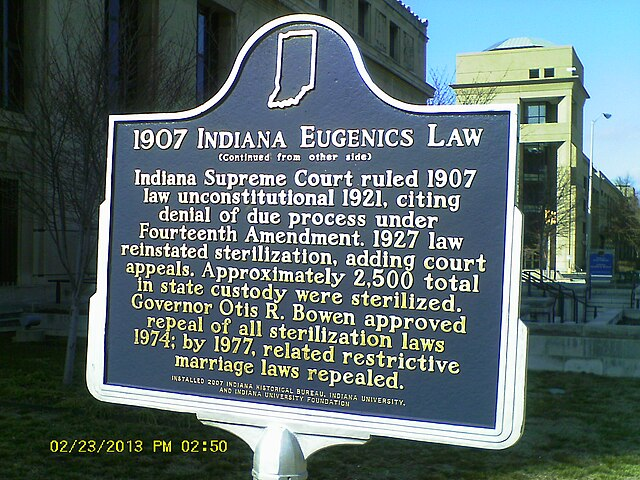 1907 INDIANA EUGENICS LAW
(Continued from other side)
Indiana Supreme Court ruled 1907
law unconstitutional 1921, citing
denial of due process under
Fourteenth Amendment. 1927 law
reinstated sterilization, adding court
appeals. Approximately 2,500 total
in state custody were sterilized.
Governor Otis R. Bowen approved
repeal of all sterilization laws
1974; by 1977, related restrictive
marriage laws repealed.
INSTALLED 2007 INDIANA HISTORICAL BUREAU, INDIANA UNIVERSITY,
AND INDIANA UNIVERSITY FOUNDATION
02/23/2013 PM 02:50